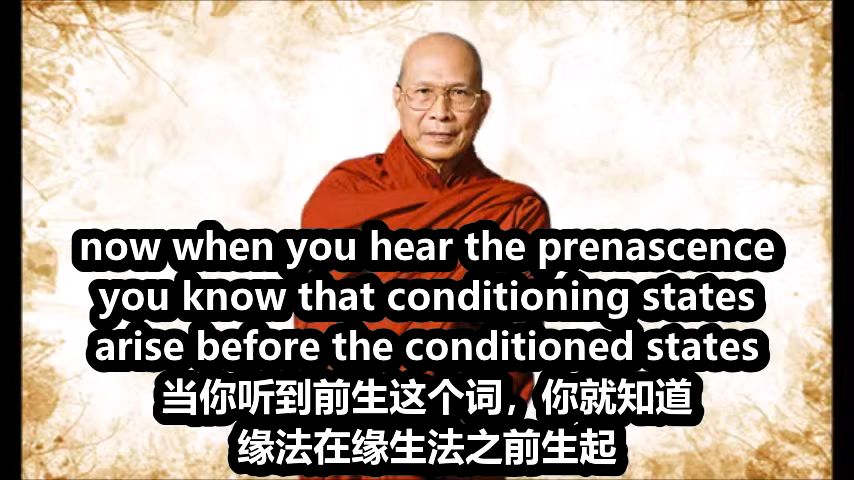 now when you hear the prenascence
you know that conditioning states
arise before the conditioned states
当你听到前生这个词，你就知道
缘法在缘生法之前生起